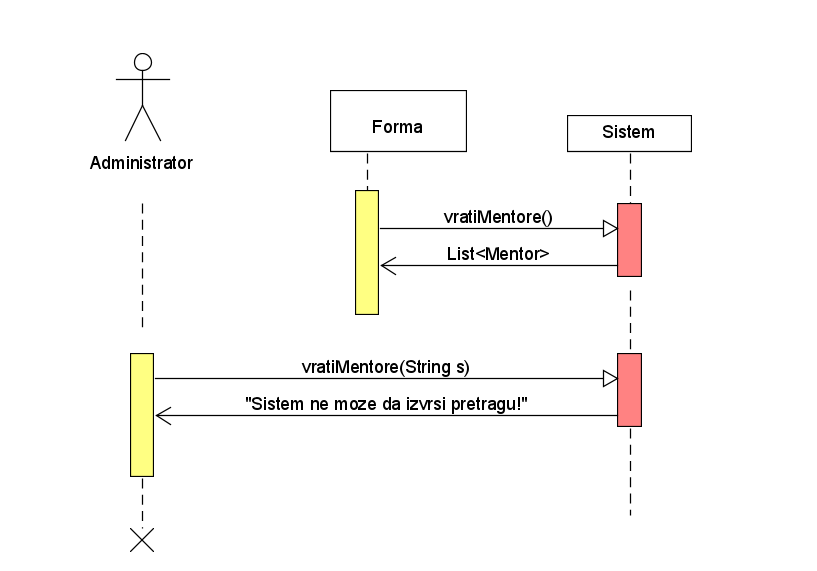 Forma
Sistem
Administrator
vratiMentore()
List<Mentor>
vratiMentore(String s)
"Sistem ne moze da izvrsi pretragu!"